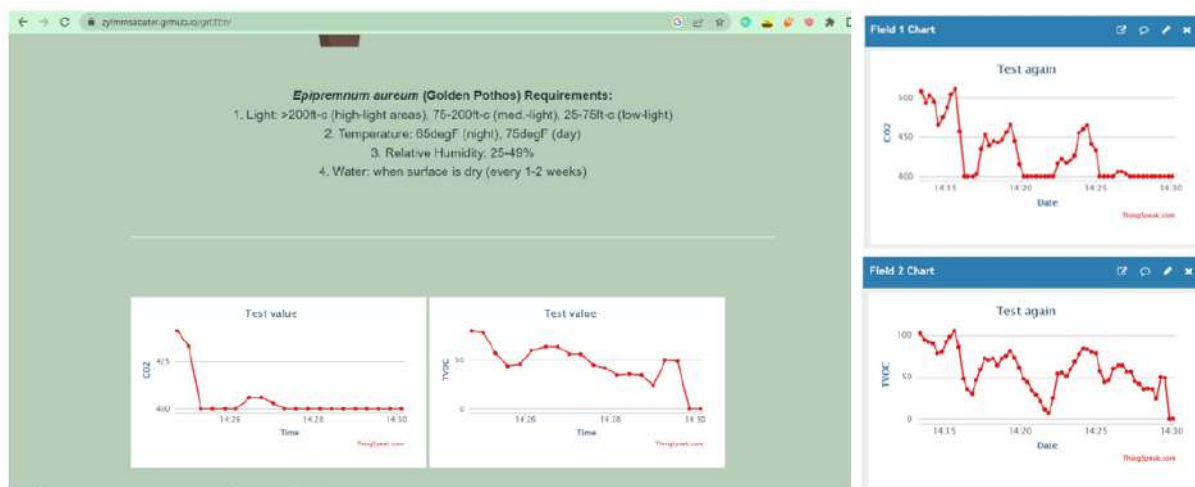 Epipremnum aureum (Golden Pothos) Requirements:
1. Light: >200ft-c (high-light areas), 75-200ft-c (med.-light), 25-75ft-c (low-light)
2. Temperature: 65degF (night), 75degF (day)
3. Relative Humidity: 25-49%
4. Water: when surface is dry (every 1-2 weeks)
Test value
CO2
425
400
14:26
14:28
14:30
Time
ThingSpeak.com
Test value
TVOC
50
0
14:26
14:28
14:30
Time
ThingSpeak.com
Field 1 Chart
Test again
CO2
500
450
400
14:15
14:20
14:25
14:30
Date
ThingSpeak.com
Field 2 Chart
Test again
TVOC
100
50
0
14:15
14:20
14:25
14:30
Date
ThingSpeak.com